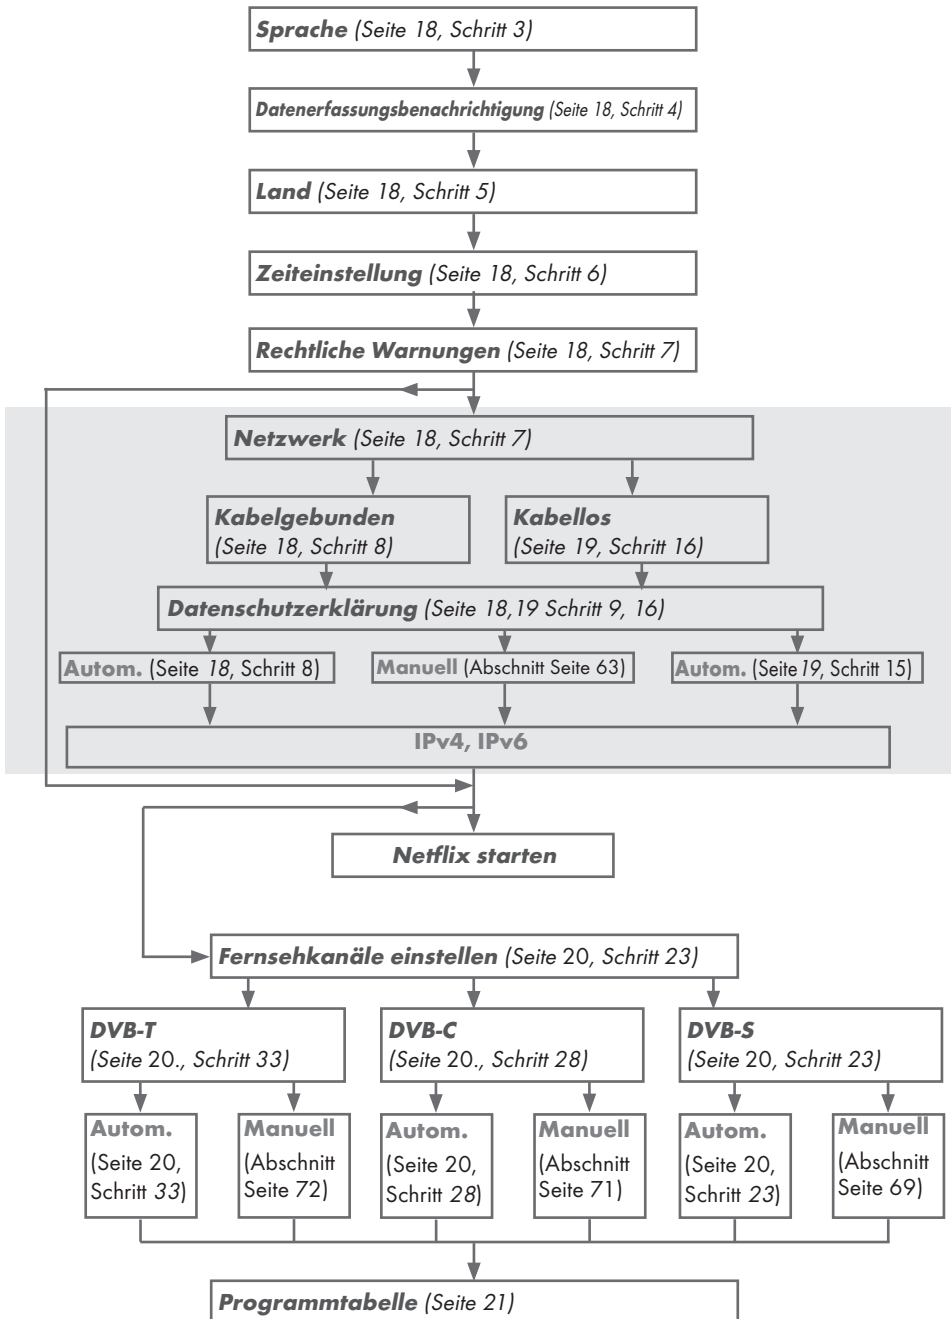 Sprache (Seite 18, Schritt 3)
Datenerfassungsbenachrichtigung (Seite 18, Schritt 4)
Land (Seite 18, Schritt 5)
Zeiteinstellung (Seite 18, Schritt 6)
Rechtliche Warnungen (Seite 18, Schritt 7)
Netzwerk (Seite 18, Schritt 7)
Kabelgebunden
(Seite 18, Schritt 8)
Kabellos
(Seite 19, Schritt 16)
Datenschutzerklärung (Seite 18,19 Schritt 9, 16)
Autom. (Seite 18, Schritt 8)
Manuell (Abschnitt Seite 63)
Autom. (Seite 19, Schritt 15)
IPv4, IPv6
Netflix starten
Fernsehkanäle einstellen (Seite 20, Schritt 23)
DVB-T
(Seite 20., Schritt 33)
DVB-C
(Seite 20., Schritt 28)
DVB-S
(Seite 20, Schritt 23)
Autom.
(Seite 20,
Schritt 33)
Manuell
(Abschnitt
Seite 72)
Autom.
(Seite 20,
Schritt 28)
Manuell
(Abschnitt
Seite 71)
Autom.
(Seite 20,
Schritt 23)
Manuell
(Abschnitt
Seite 69)
Programmtabelle (Seite 21)